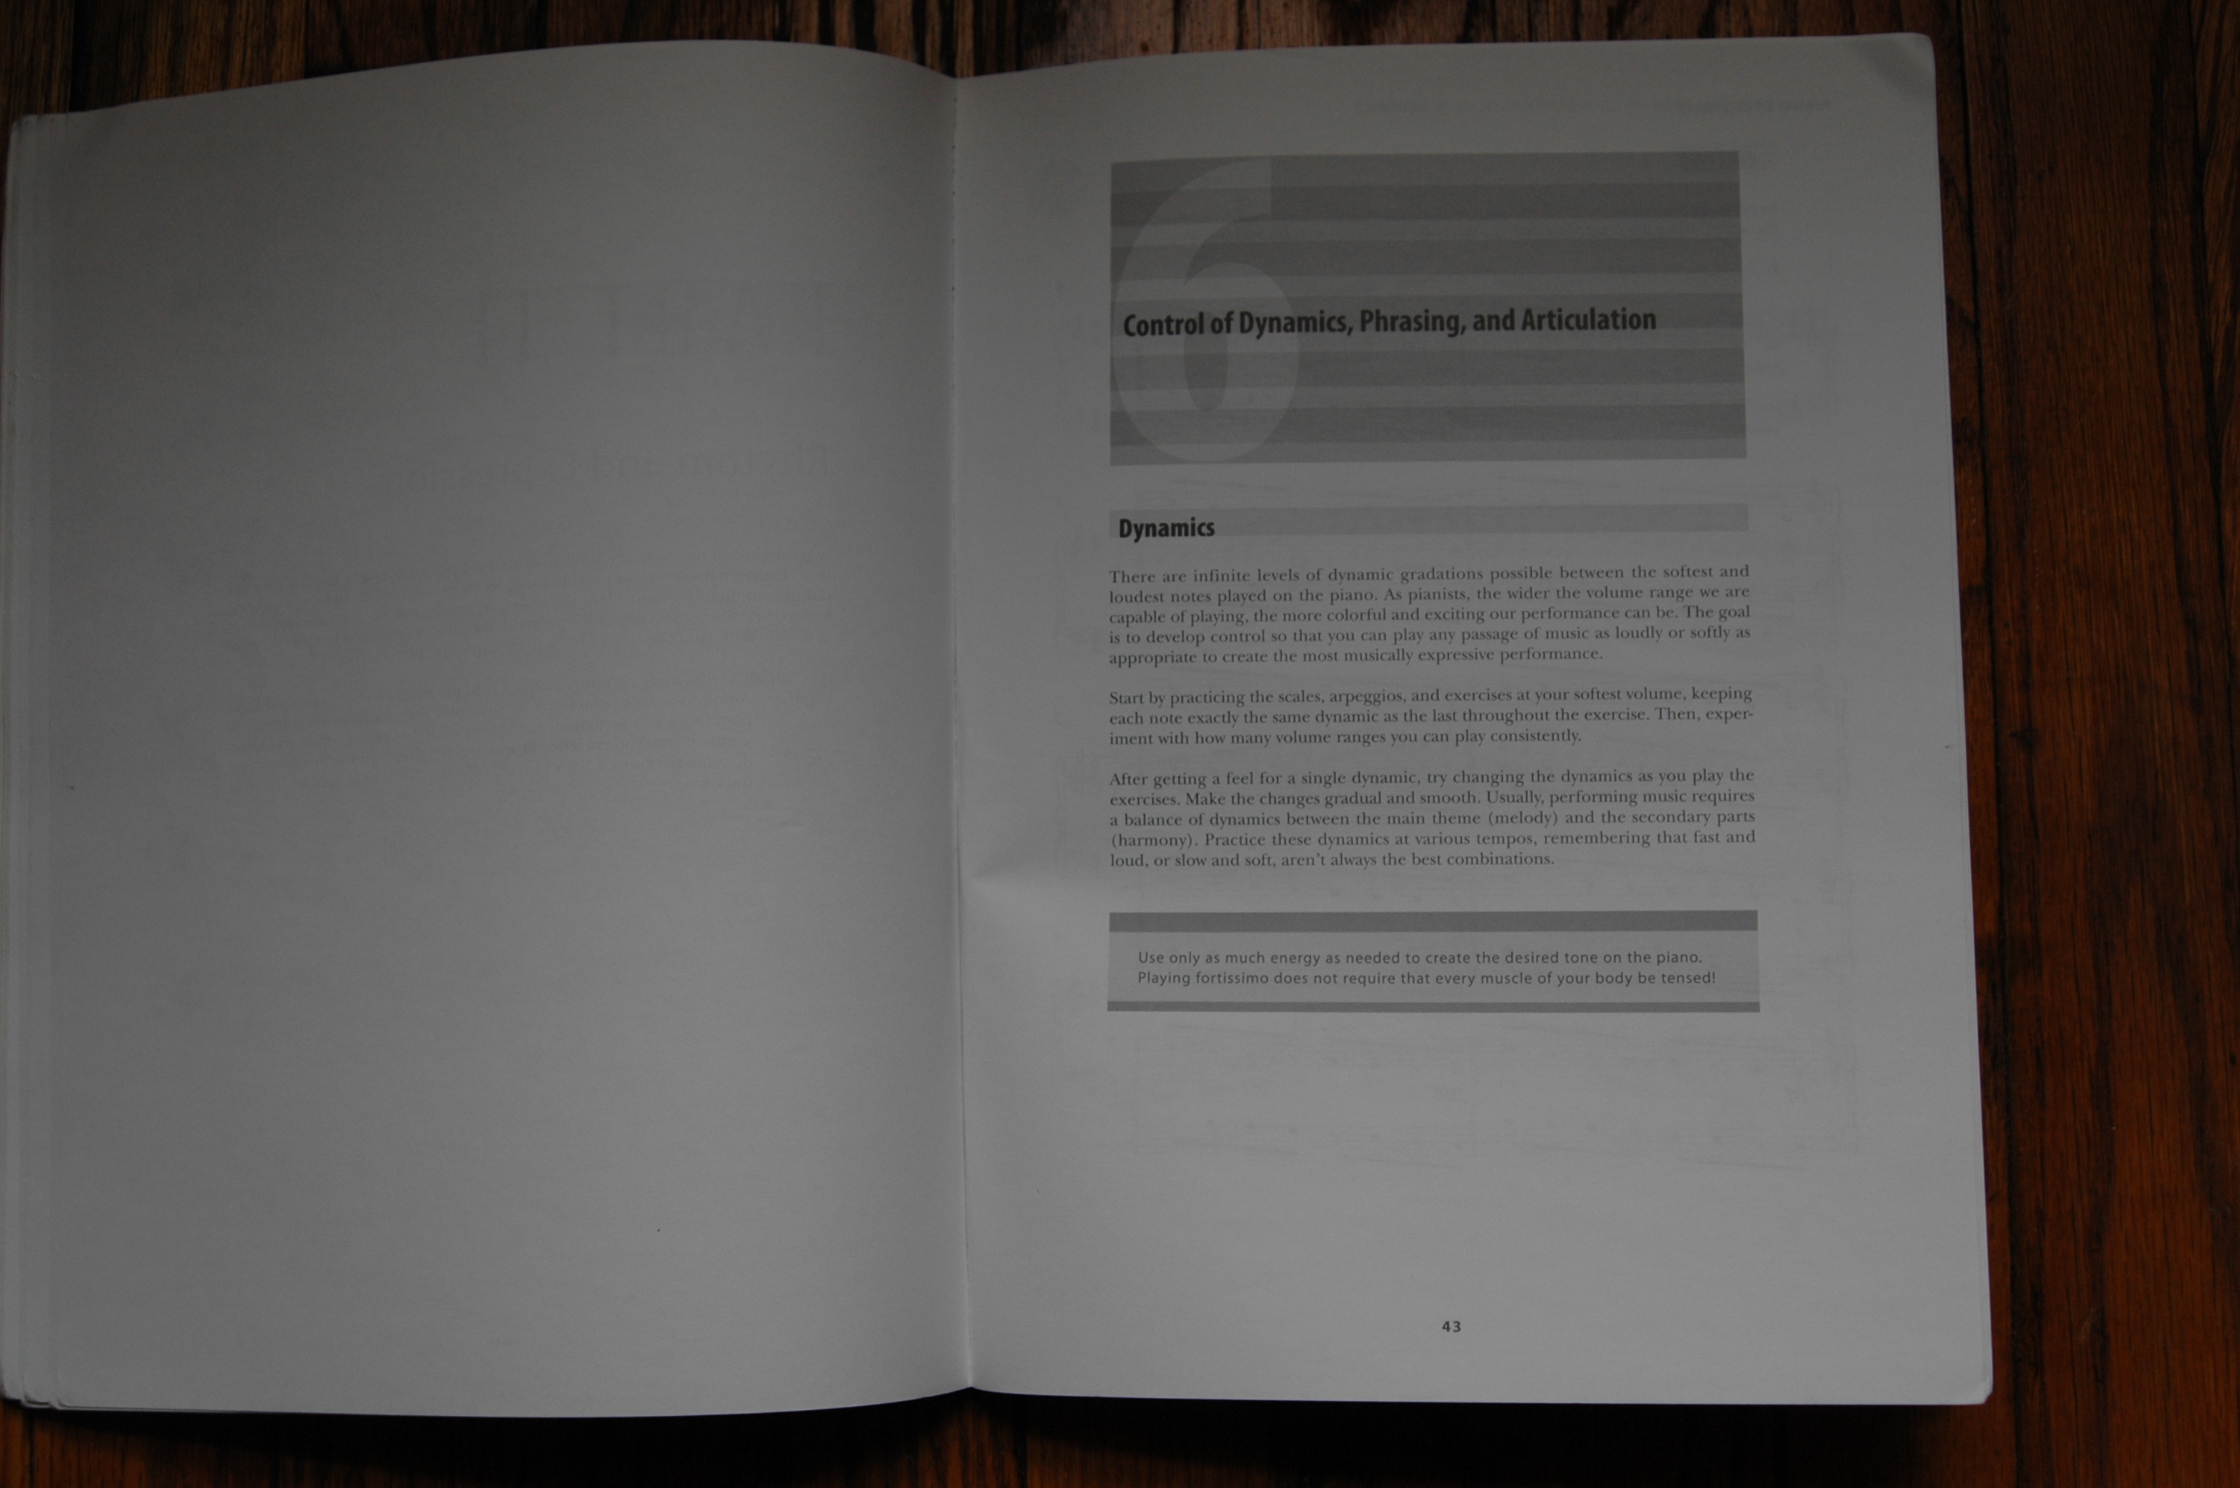 6
Control of Dynamics, Phrasing, and Articulation
Dynamics
There are infinite levels of dynamic gradations possible between the softest and
loudest notes played on the piano. As pianists, the wider the volume range we are
capable of playing, the more colorful and exciting our performance can be. The goal
is to develop control so that you can play any passage of music as loudly or softly as
appropriate to create the most musically expressive performance.
Start by practicing the scales, arpeggios, and exercises at your softest volume, keeping
each note exactly the same dynamic as the last throughout the exercise. Then, exper-
iment with how many volume ranges you can play consistently.
After getting a feel for a single dynamic, try changing the dynamics as you play the
exercises. Make the changes gradual and smooth. Usually, performing music requires
a balance of dynamics between the main theme (melody) and the secondary parts
(harmony). Practice these dynamics at various tempos, remembering that fast and
loud, or slow and soft, aren't always the best combinations.
Use only as much energy as needed to create the desired tone on the piano.
Playing fortissimo does not require that every muscle of your body be tensed!
43